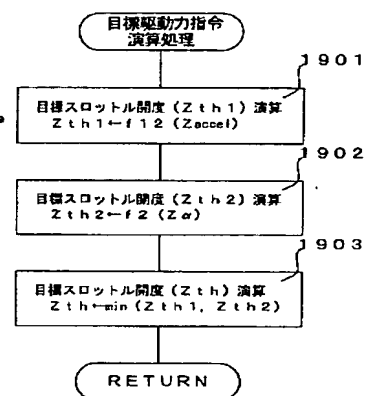 目標駆動力指令
演算処理
1901
目標スロットル開度(Zth1)演算
Zth1←f12(Zaccel)
1902
目標スロットル開度(Zth2)演算
Zth2←f2(Zα)
1903
目標スロットル開度(Zth)演算
Zth←min(Zth1, Zth2)
RETURN